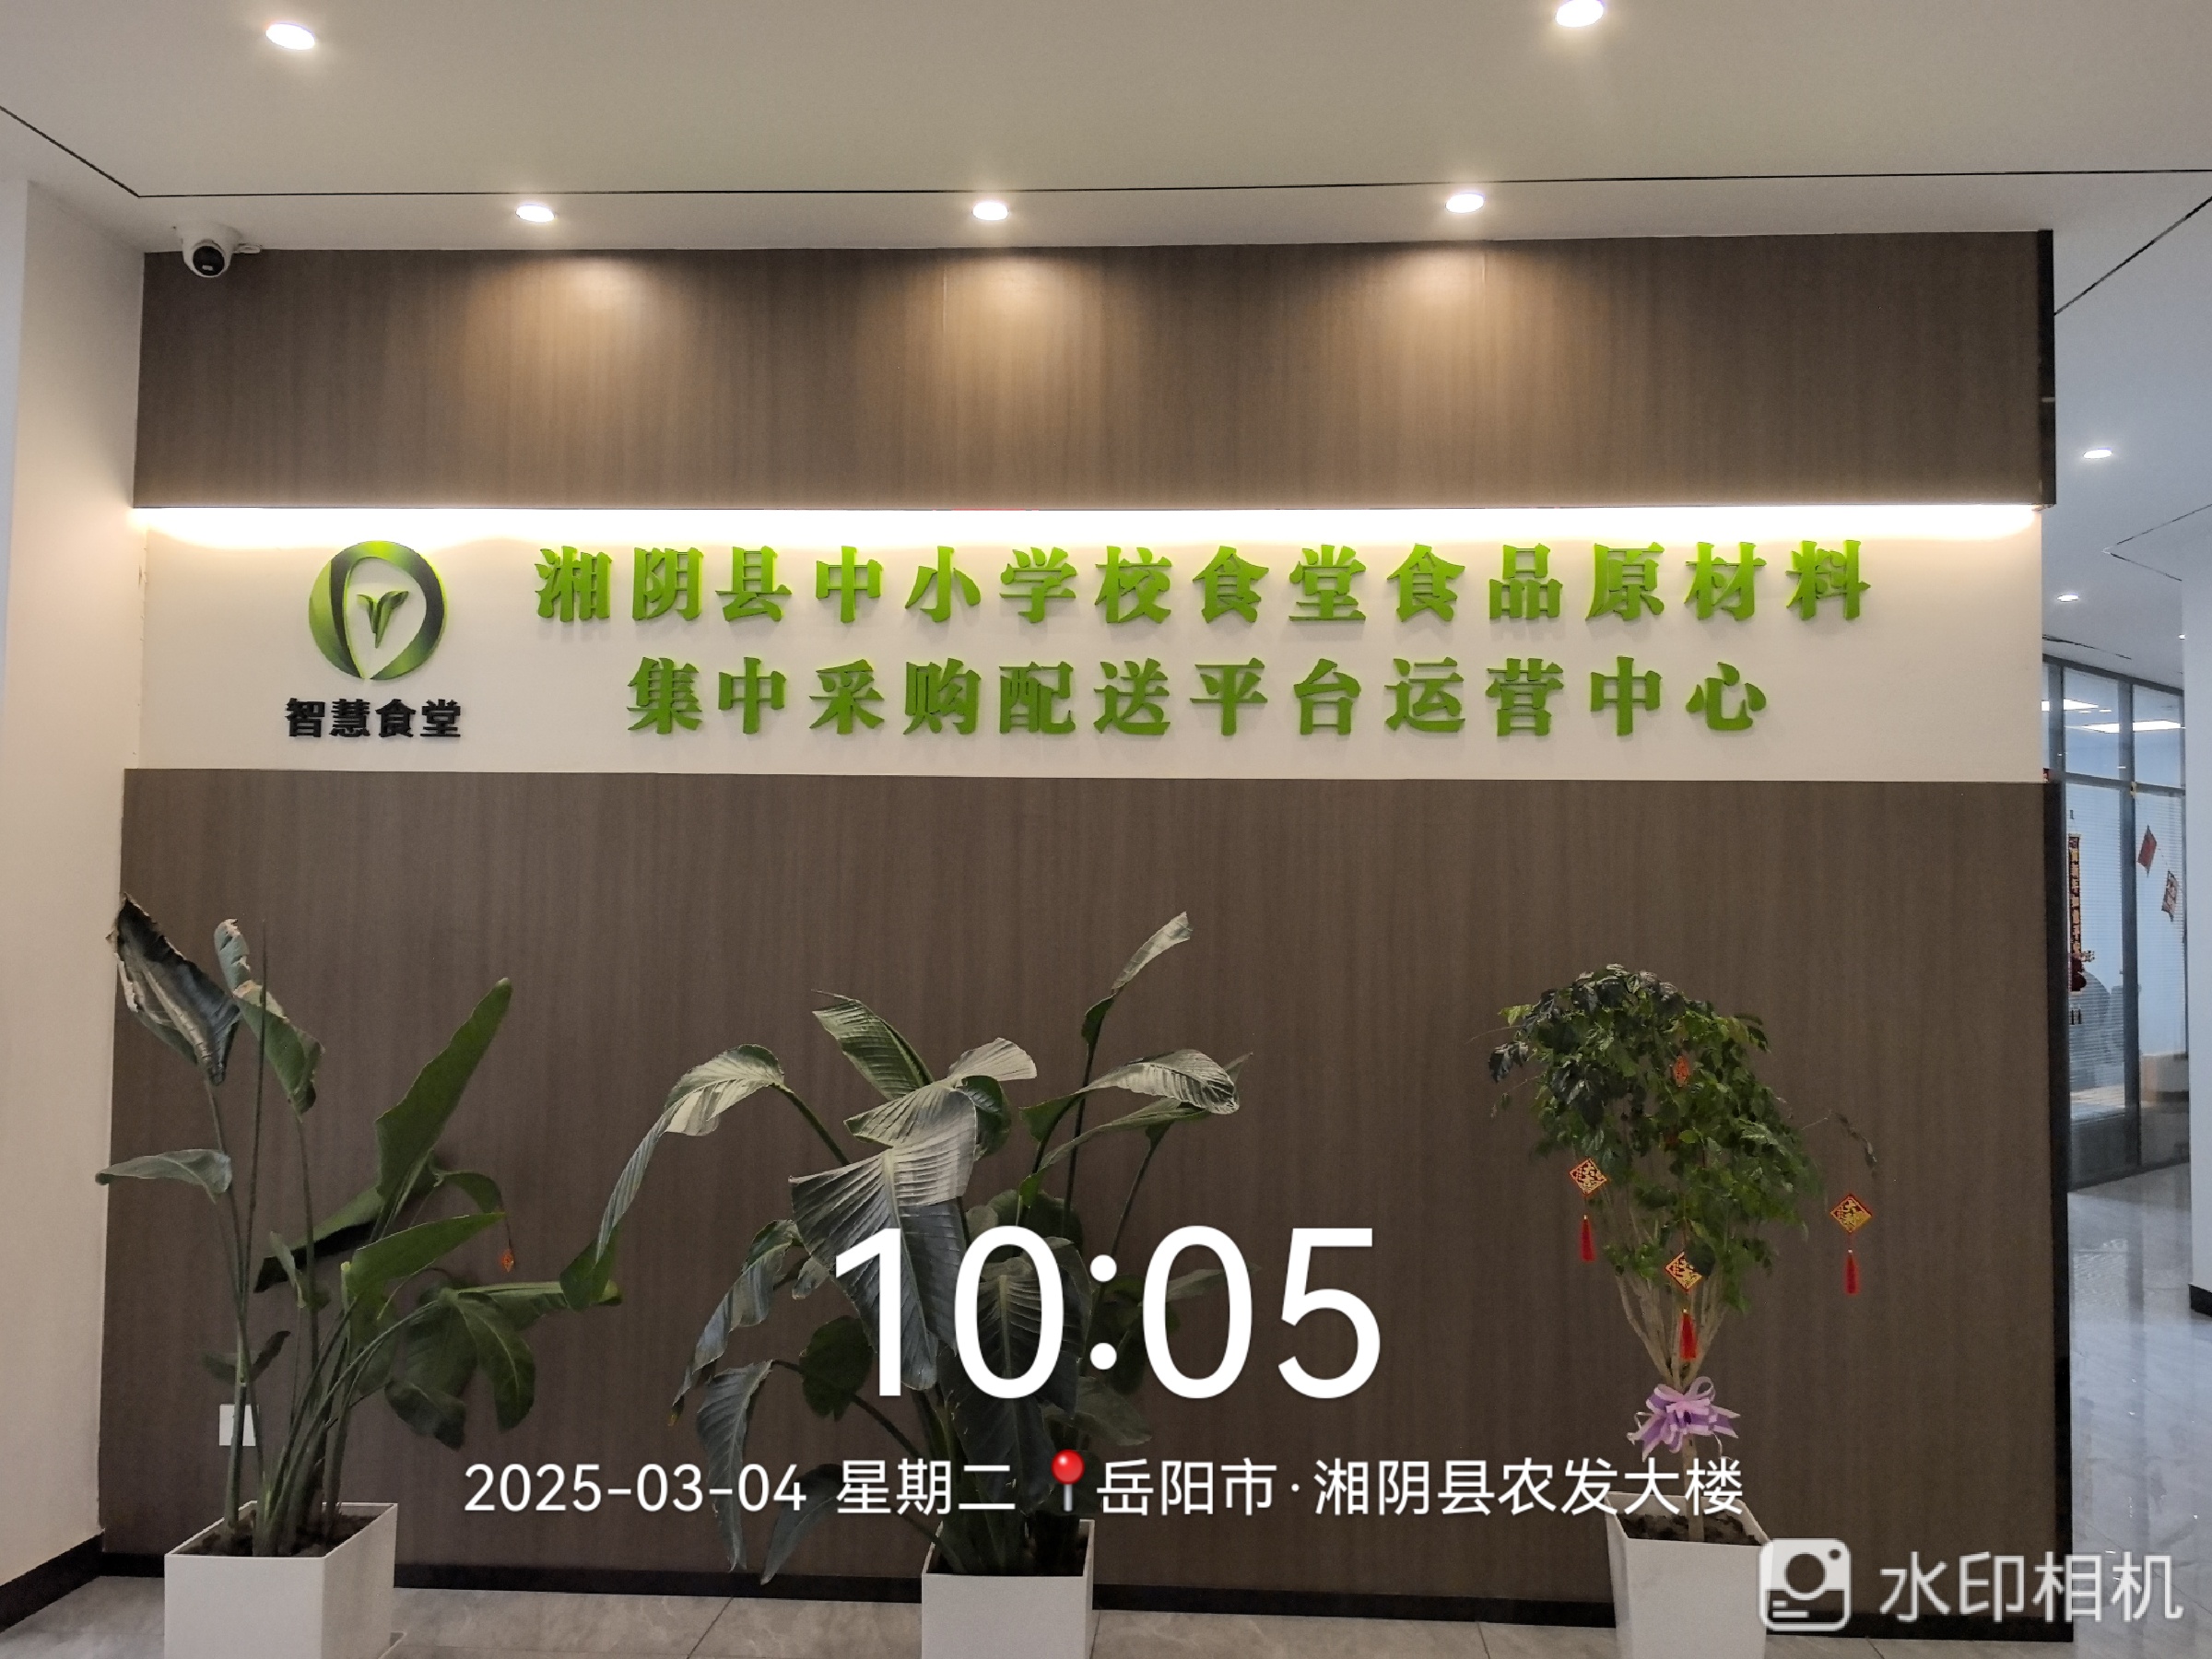 湘阴县中小学校食堂食品原材料
智慧食堂
集中采购配送平台运营中心
10:05
2025-03-04 星期二 📍岳阳市·湘阴县农发大楼
水印相机